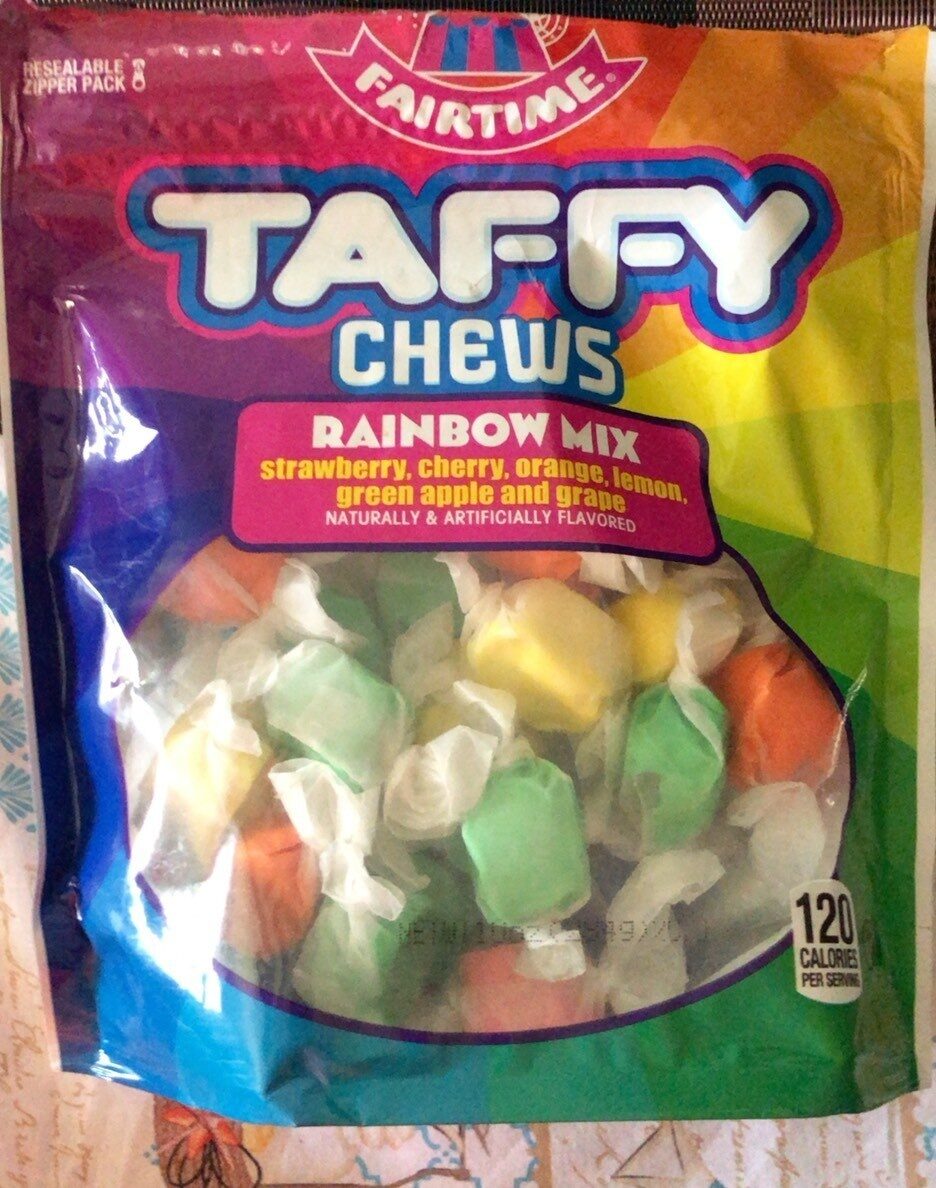 RESEALABLE
ZIPPER PACK
FAIRTIME®
TAFFY
CHEWS
RAINBOW MIX
strawberry, cherry, orange, lemon,
green apple and grape
NATURALLY & ARTIFICIALLY FLAVORED
120
CALORIES
PER SERVING